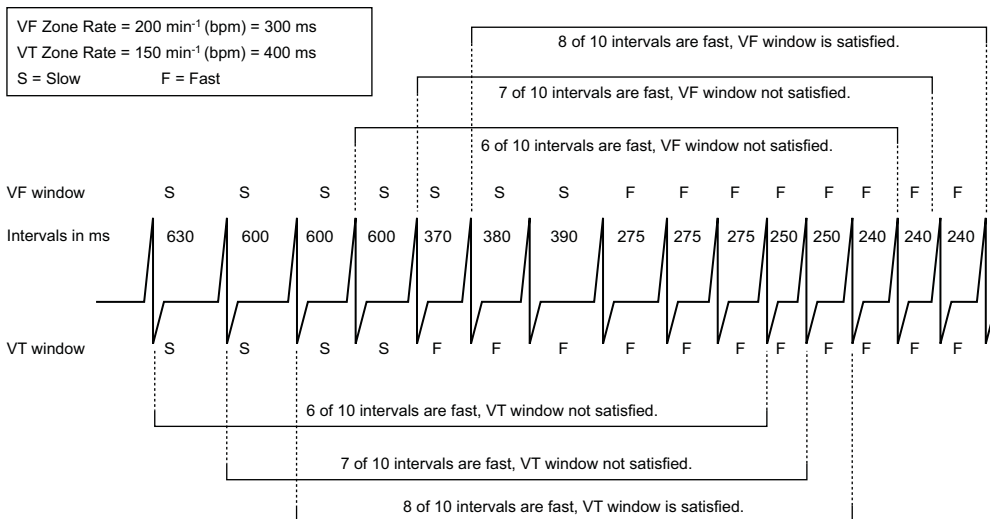 VF Zone Rate = 200 min-1 (bpm) = 300 ms
VT Zone Rate = 150 min-1 (bpm) = 400 ms
S = Slow F = Fast
8 of 10 intervals are fast, VF window is satisfied.
7 of 10 intervals are fast, VF window not satisfied.
6 of 10 intervals are fast, VF window not satisfied.
VF window S S S S S S S F F F F F F F F
Intervals in ms 630 600 600 600 370 380 390 275 275 275 250 250 240 240 240
VT window S S S S F F F F F F F F F F F
6 of 10 intervals are fast, VT window not satisfied.
7 of 10 intervals are fast, VT window not satisfied.
8 of 10 intervals are fast, VT window is satisfied.